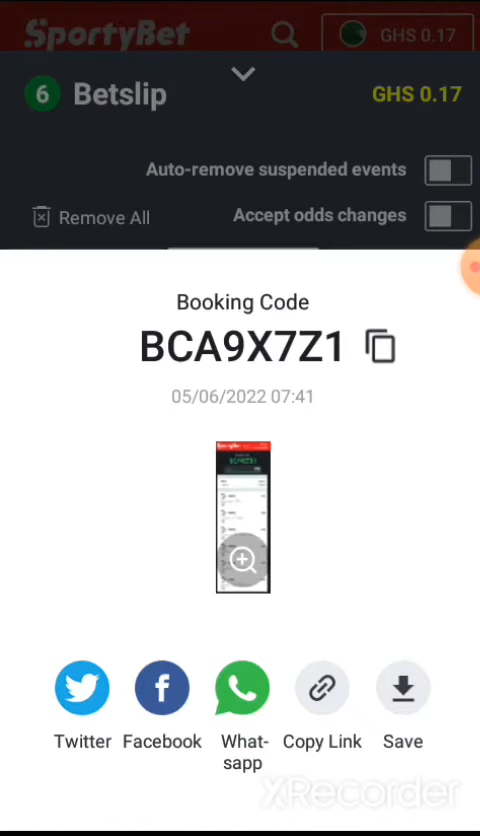 SportyBet
GHS 0.17
6 Betslip
GHS 0.17
Auto-remove suspended events
Remove All
Accept odds changes
Booking Code
BCA9X7Z1
05/06/2022 07:41
Twitter Facebook What- Copy Link Save
sapp
XRecorder